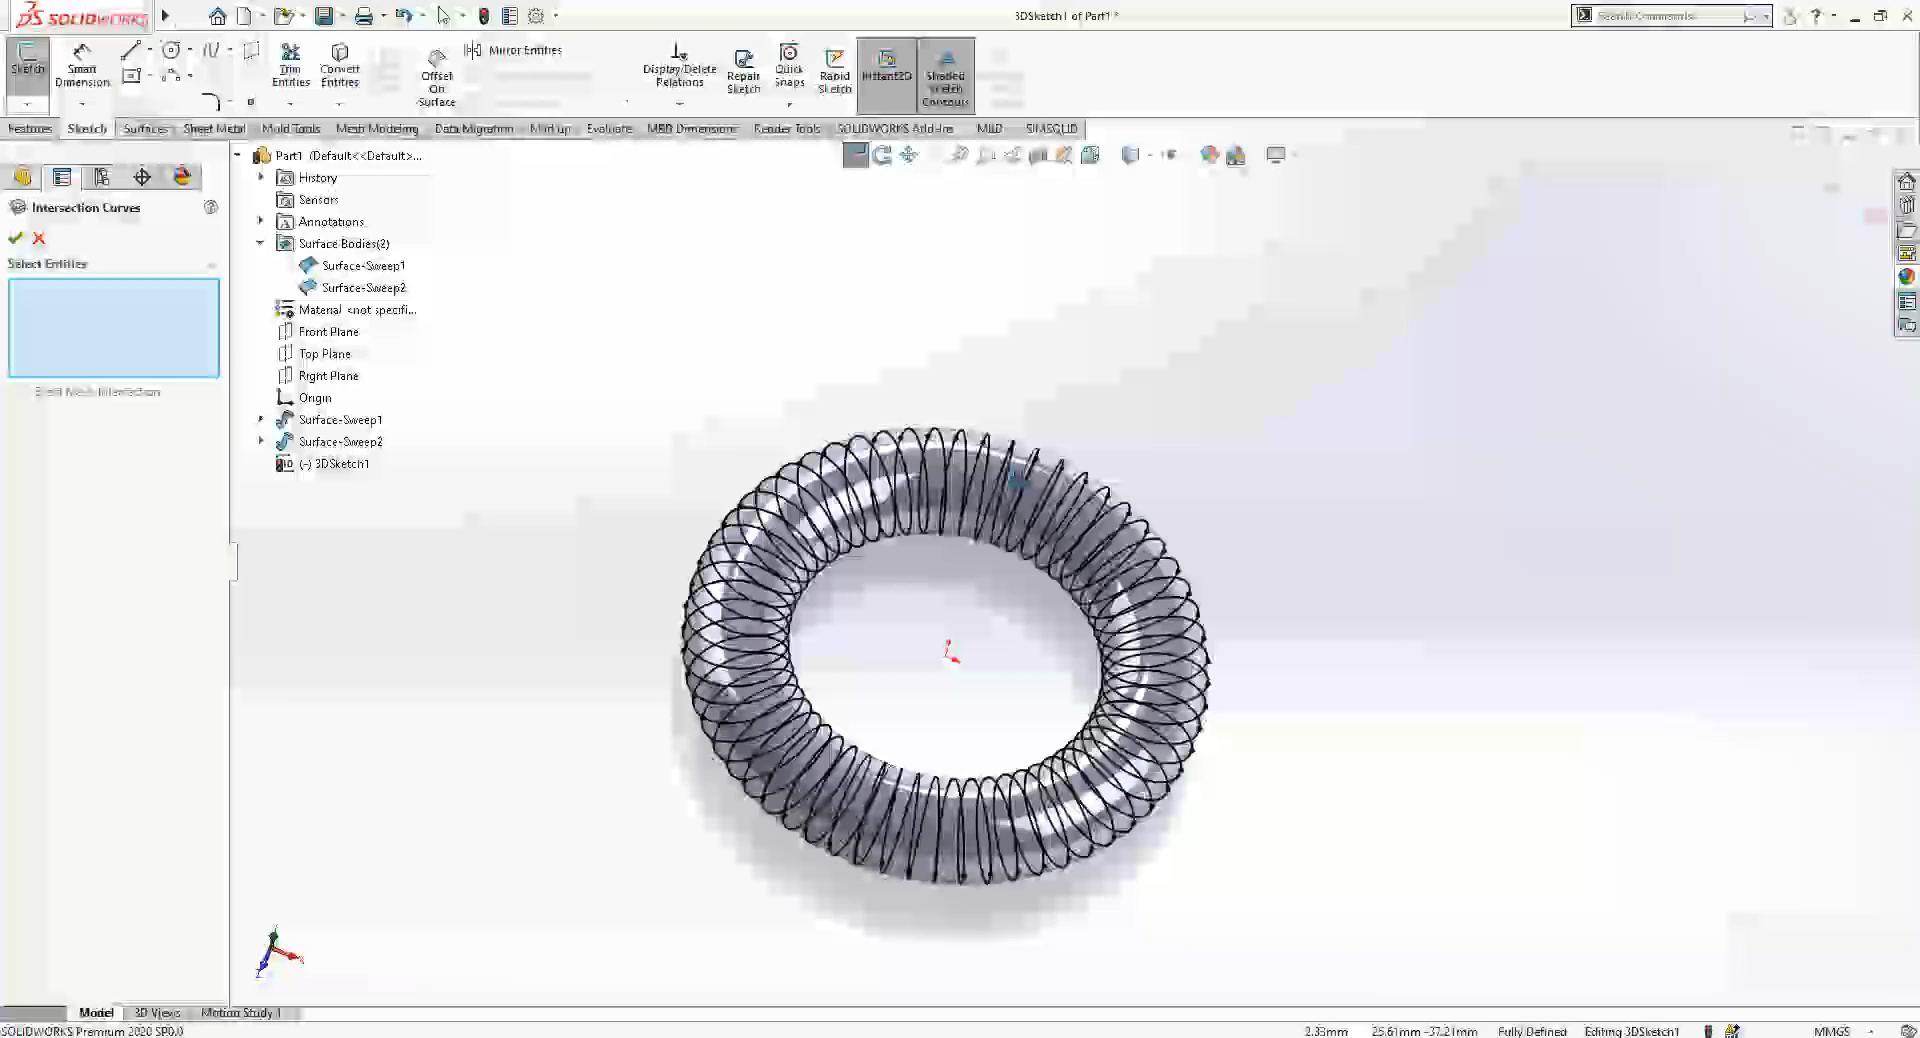 SOLIDWORKS
3DSketch1 of Part1 *
Search Commands
Sketch
Smart Dimension
Trim Entities
Convert Entities
Offset On Surface
Mirror Entities
Display/Delete Relations
Repair Sketch
Quick Snaps
Rapid Sketch
Instant2D
Shaded Sketch Contours
Features
Sketch
Surfaces
Sheet Metal
Mold Tools
Mesh Modeling
Data Migration
Markup
Evaluate
MBD Dimensions
Render Tools
SOLIDWORKS Add-Ins
MBD
SIMSOLID
Intersection Curves
Select Entities
Part1 (Default<<Default>...
History
Sensors
Annotations
Surface Bodies(2)
Surface-Sweep1
Surface-Sweep2
Material <not specifi...
Front Plane
Top Plane
Right Plane
Origin
Surface-Sweep1
Surface-Sweep2
(-) 3DSketch1
Model
3D Views
Motion Study 1
SOLIDWORKS Premium 2020 SP0.0
2.33mm
25.61mm -37.21mm
Fully Defined
Editing 3DSketch1
MMGS